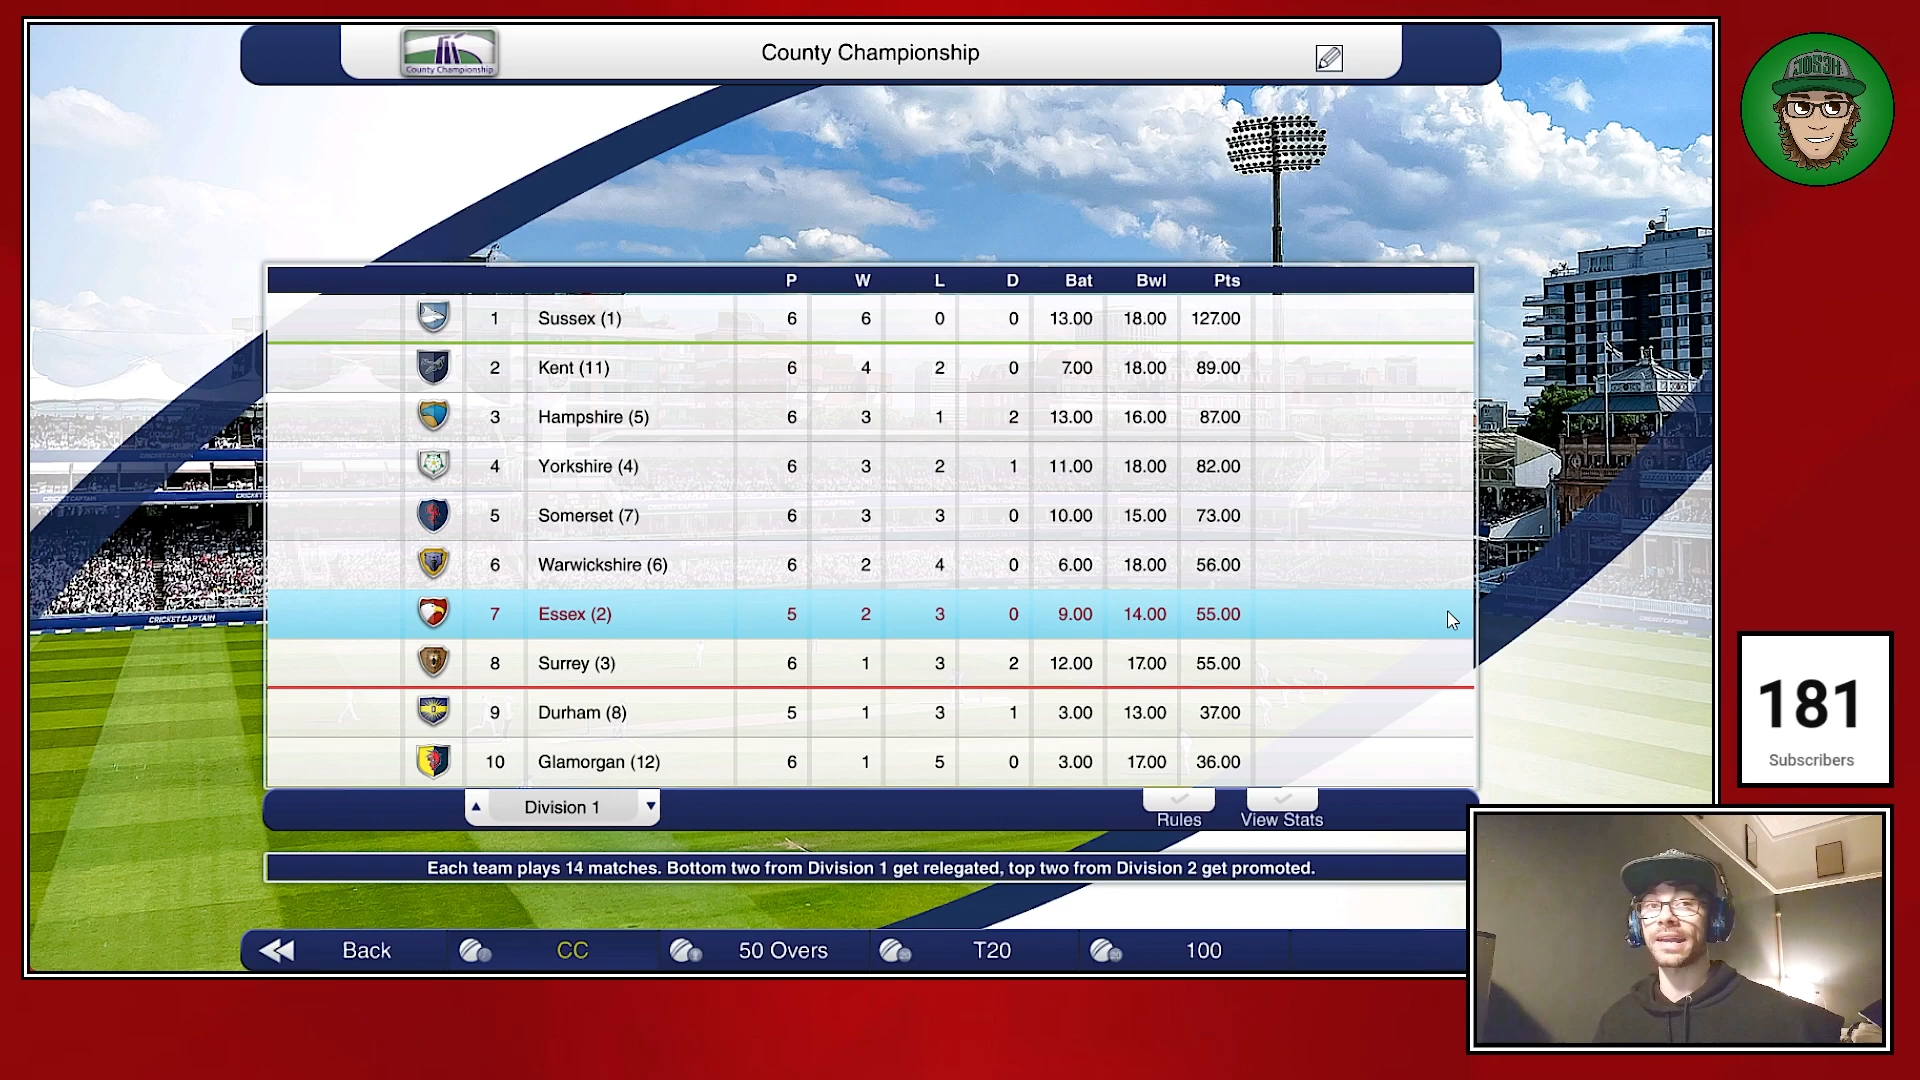 County Championship
County Championship
JOS3H
P W L D Bat Bwl Pts
1 Sussex (1) 6 6 0 0 13.00 18.00 127.00
2 Kent (11) 6 4 2 0 7.00 18.00 89.00
3 Hampshire (5) 6 3 1 2 13.00 16.00 87.00
4 Yorkshire (4) 6 3 2 1 11.00 18.00 82.00
5 Somerset (7) 6 3 3 0 10.00 15.00 73.00
6 Warwickshire (6) 6 2 4 0 6.00 18.00 56.00
7 Essex (2) 5 2 3 0 9.00 14.00 55.00
8 Surrey (3) 6 1 3 2 12.00 17.00 55.00
9 Durham (8) 5 1 3 1 3.00 13.00 37.00
10 Glamorgan (12) 6 1 5 0 3.00 17.00 36.00
CRICKET CAPTAIN
181
Subscribers
Division 1
Rules View Stats
Each team plays 14 matches. Bottom two from Division 1 get relegated, top two from Division 2 get promoted.
Back CC 50 Overs T20 100